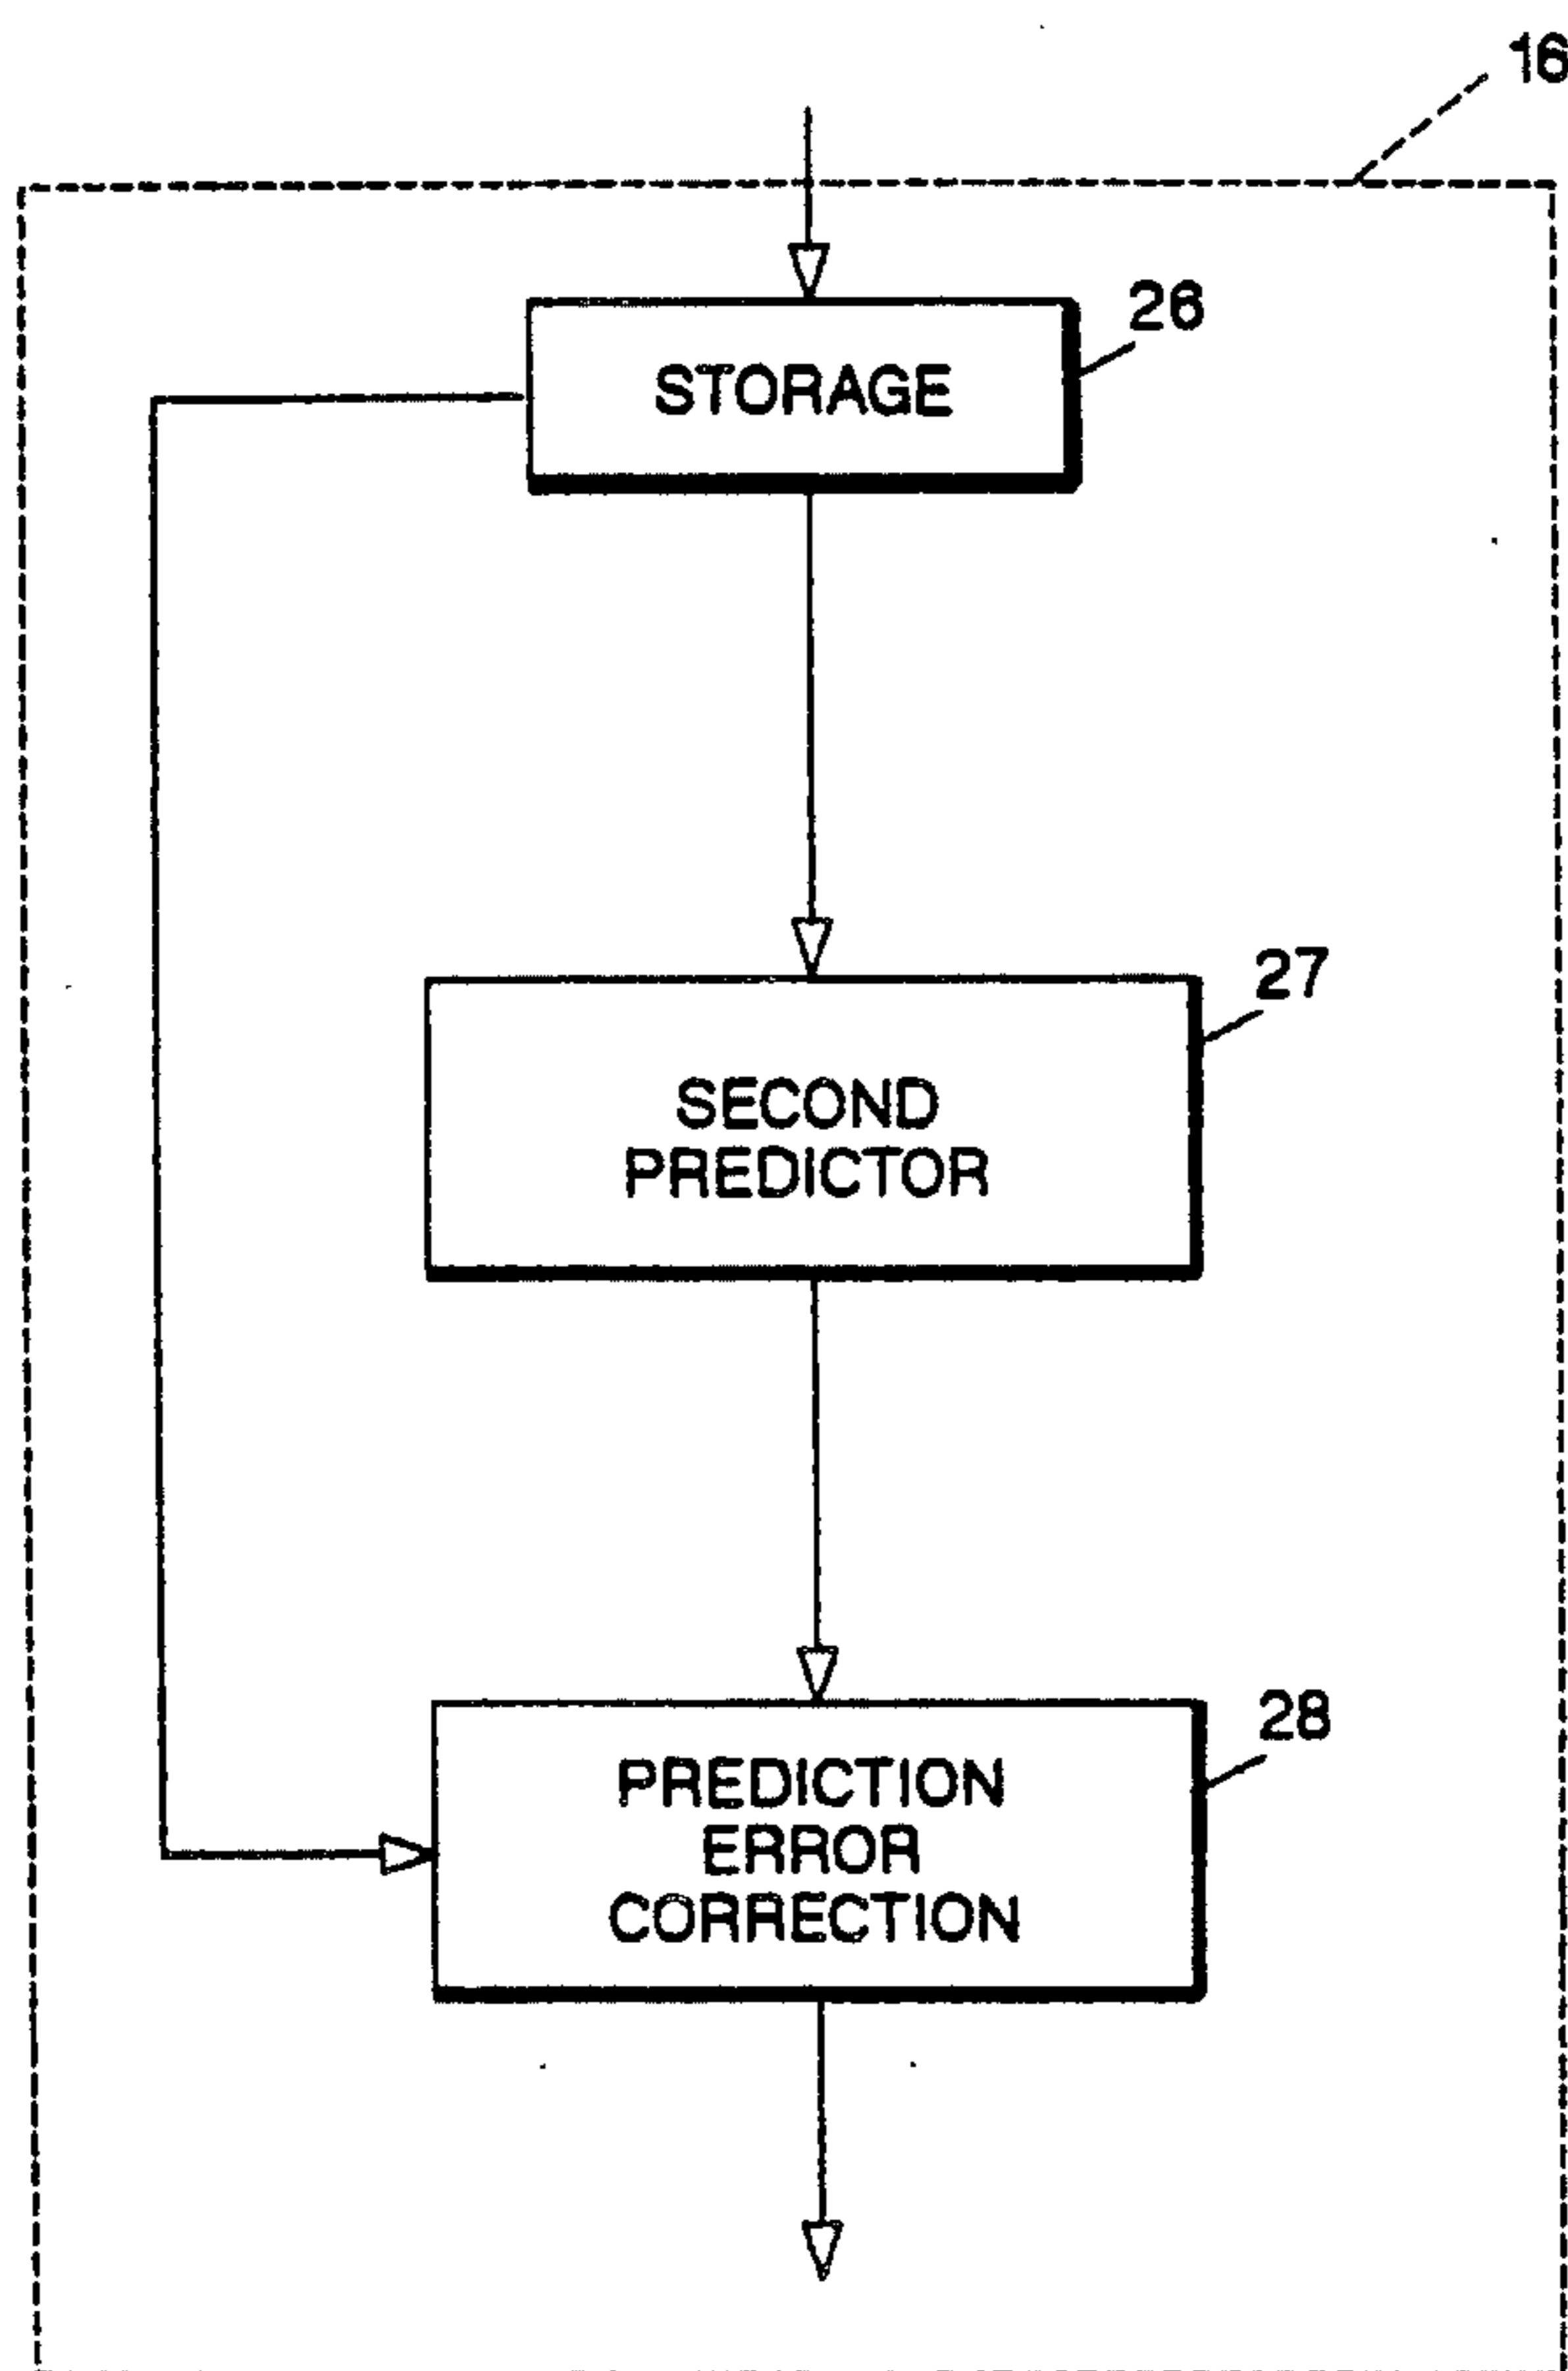 16
26
STORAGE
27
SECOND
PREDICTOR
28
PREDICTION
ERROR
CORRECTION